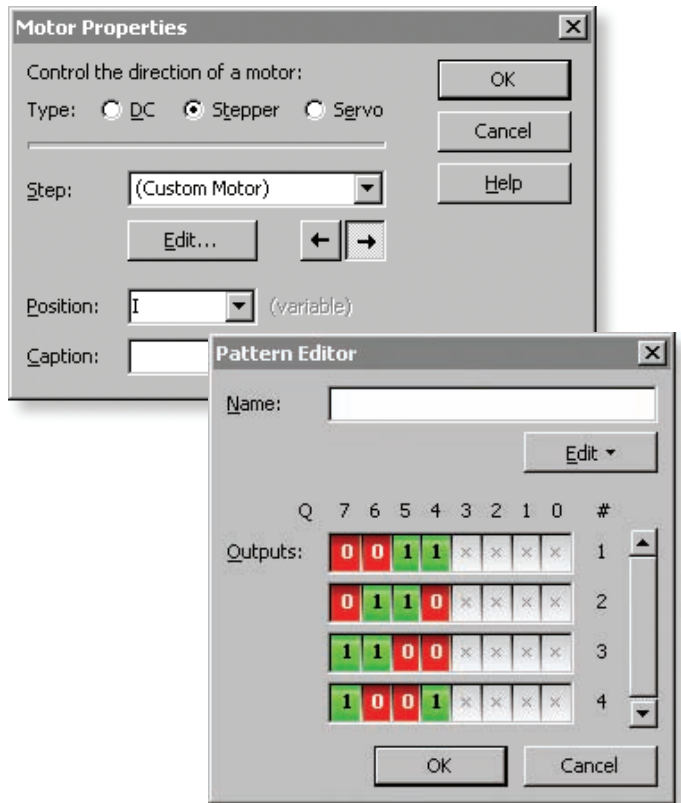 Motor Properties
Control the direction of a motor:
Type: DC Stepper Servo
OK
Cancel
Help
Step: (Custom Motor)
Edit...
Position: I (variable)
Caption:
Pattern Editor
Name:
Edit
Q 7 6 5 4 3 2 1 0 #
Outputs: 0 0 1 1 × × × × 1
0 1 1 0 × × × × 2
1 1 0 0 × × × × 3
1 0 0 1 × × × × 4
OK Cancel